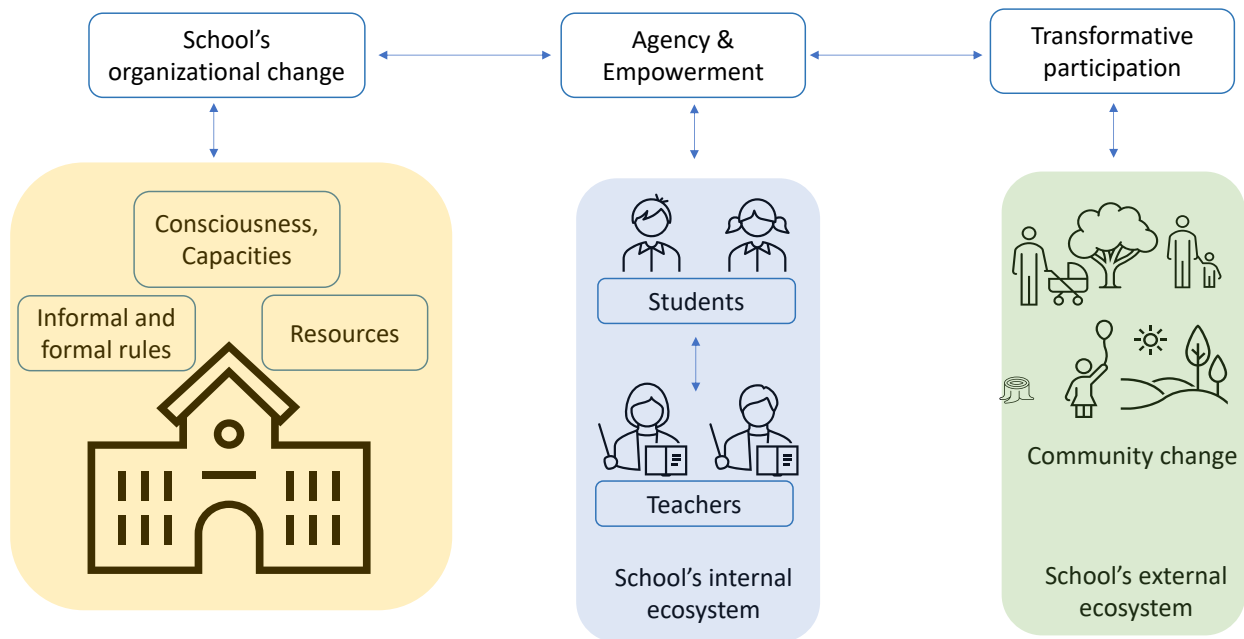 School’s
organizational change
Agency &
Empowerment
Transformative
participation
Consciousness,
Capacities
Informal and
formal rules
Resources
Students
Teachers
School’s internal
ecosystem
Community change
School’s external
ecosystem